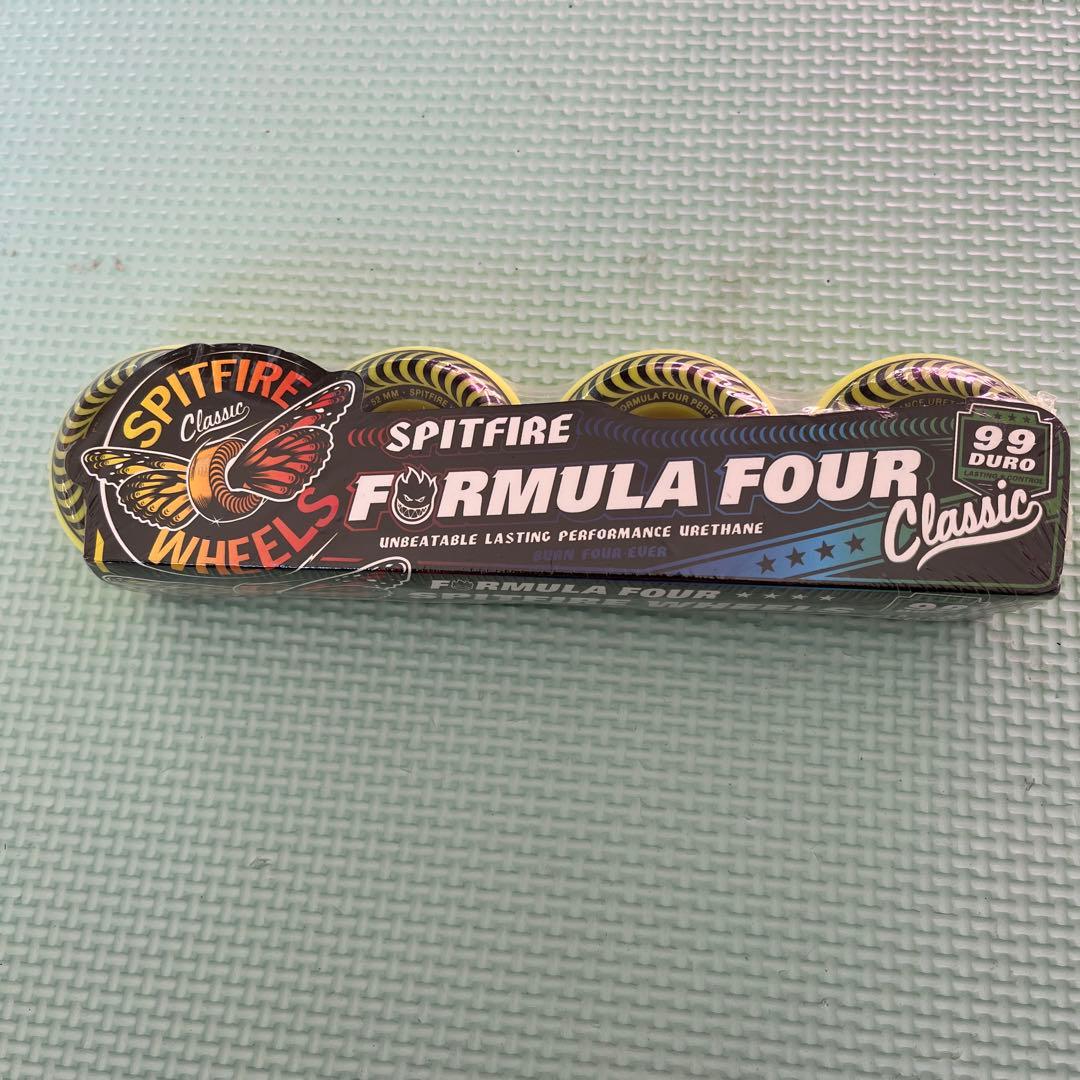 SPITFIRE
Classic
WHEELS
52 MM · SPITFIRE
FORMULA FOUR PERF
SPITFIRE
FORMULA FOUR
Classic
UNBEATABLE LASTING PERFORMANCE URETHANE
BURN FOUR-EVER
99
DURO
LASTING CONTROL
FORMULA FOUR
SPITFIRE WHEELS